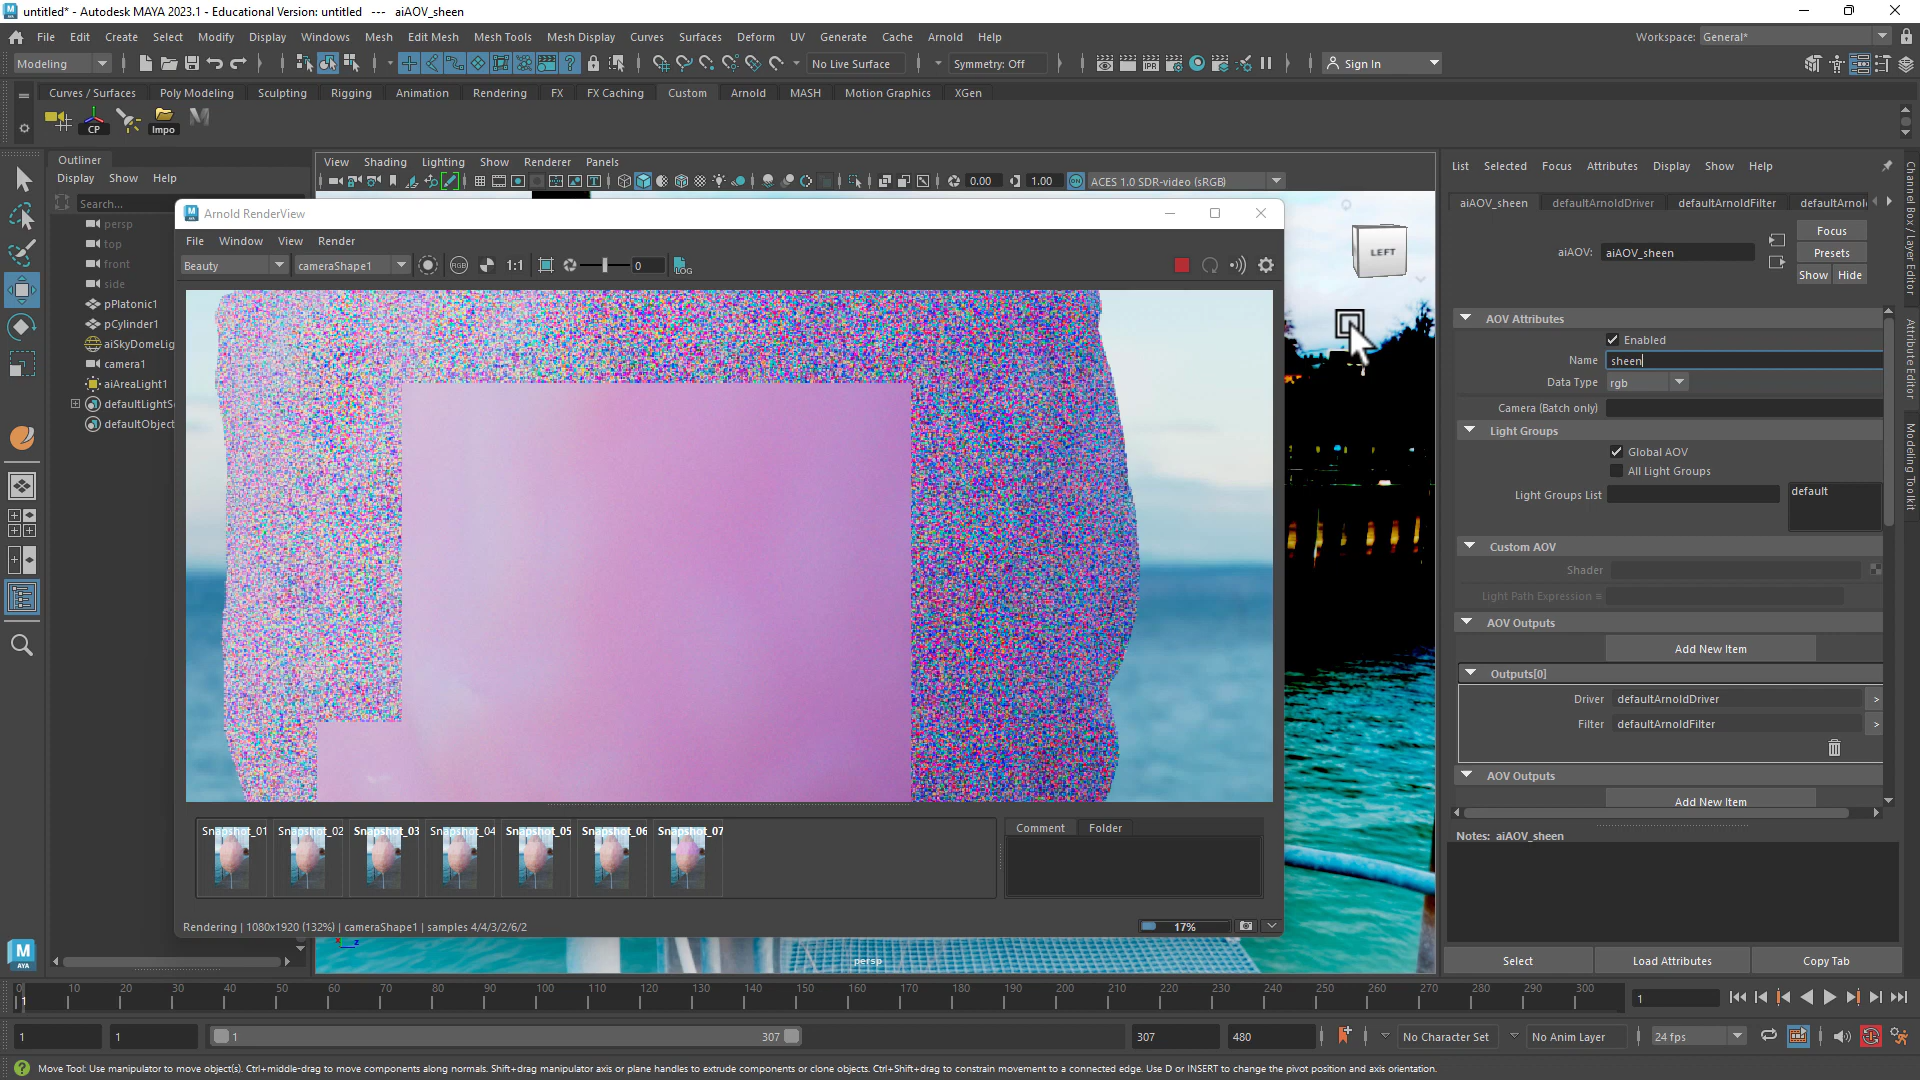 untitled* - Autodesk MAYA 2023.1 - Educational Version: untitled   ---   aiAOV_sheen
File Edit Create Select Modify Display Windows Mesh Edit Mesh Mesh Tools Mesh Display Curves Surfaces Deform UV Generate Cache Arnold Help
Workspace: General*
Modeling
No Live Surface
Symmetry: Off
Sign In
Curves / Surfaces Poly Modeling Sculpting Rigging Animation Rendering FX FX Caching Custom Arnold MASH Motion Graphics XGen
CP
Impo
Outliner
Display Show Help
Search...
persp
top
front
side
pPlatonic1
pCylinder1
aiSkyDomeLig
camera1
aiAreaLight1
defaultLightS
defaultObject
View Shading Lighting Show Renderer Panels
0.00
1.00
ACES 1.0 SDR-video (sRGB)
Arnold RenderView
File Window View Render
Beauty
cameraShape1
1:1
0
LOG
Snapshot_01 Snapshot_02 Snapshot_03 Snapshot_04 Snapshot_05 Snapshot_06 Snapshot_07
Comment Folder
Rendering | 1080x1920 (132%) | cameraShape1 | samples 4/4/3/2/6/2
17%
LEFT
persp
List Selected Focus Attributes Display Show Help
aiAOV_sheen defaultArnoldDriver defaultArnoldFilter defaultArnol
aiAOV: aiAOV_sheen
Focus
Presets
Show Hide
AOV Attributes
Enabled
Name sheen
Data Type rgb
Camera (Batch only)
Light Groups
Global AOV
All Light Groups
Light Groups List
default
Custom AOV
Shader
Light Path Expression =
AOV Outputs
Add New Item
Outputs[0]
Driver defaultArnoldDriver >
Filter defaultArnoldFilter >
AOV Outputs
Add New Item
Notes: aiAOV_sheen
Select
Load Attributes
Copy Tab
Channel Box / Layer Editor
Attribute Editor
Modeling Toolkit
M
AYA
0 10 20 30 40 50 60 70 80 90 100 110 120 130 140 150 160 170 180 190 200 210 220 230 240 250 260 270 280 290 300
1
1
1
1
1
307
307
480
No Character Set
No Anim Layer
24 fps
Move Tool: Use manipulator to move object(s). Ctrl+middle-drag to move components along normals. Shift+drag manipulator axis or plane handles to extrude components or clone objects. Ctrl+Shift+drag to constrain movement to a connected edge. Use D or INSERT to change the pivot position and axis orientation.